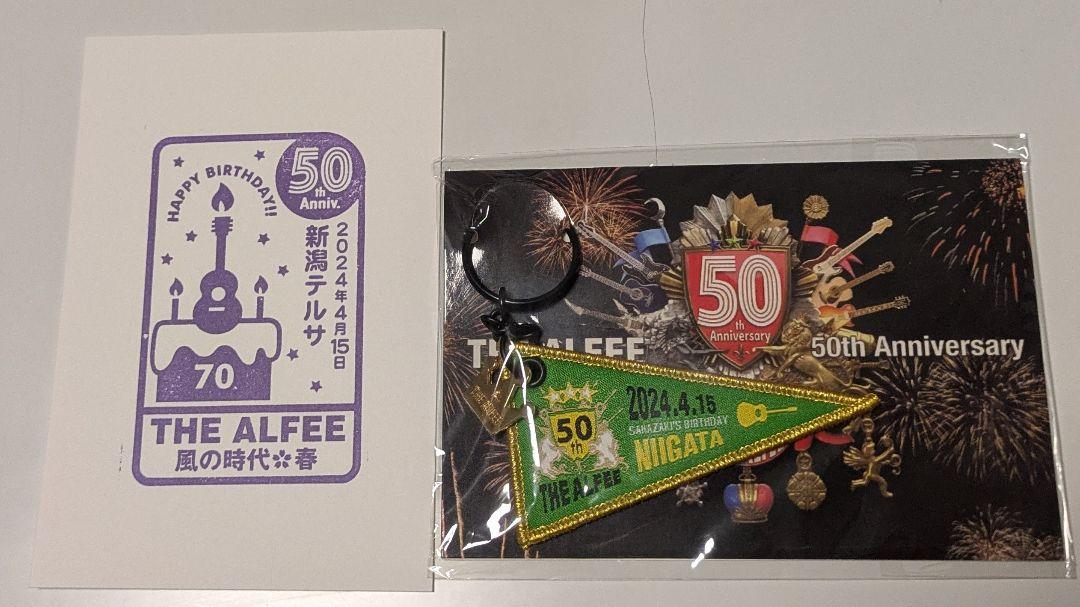 HAPPY BIRTHDAY!!
50
th
Anniv.
2024年4月15日
新潟テルサ
70
THE ALFEE
風の時代✽春
50
th
Anniversary
THE ALFEE
50th Anniversary
50
th
THE ALFEE
2024.4.15
SAKAZAKI'S BIRTHDAY
NIIGATA